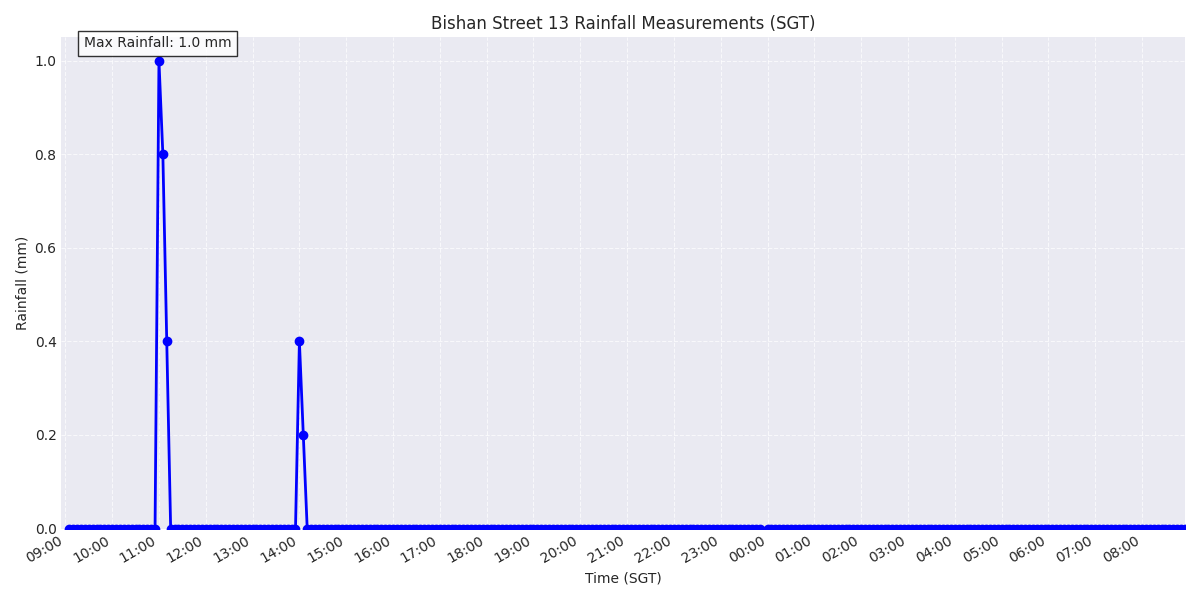 Bishan Street 13 Rainfall Measurements (SGT)
Max Rainfall: 1.0 mm
1.0
0.8
0.6
0.4
0.2
0.0
Rainfall (mm)
09:00 10:00 11:00 12:00 13:00 14:00 15:00 16:00 17:00 18:00 19:00 20:00 21:00 22:00 23:00 00:00 01:00 02:00 03:00 04:00 05:00 06:00 07:00 08:00
Time (SGT)